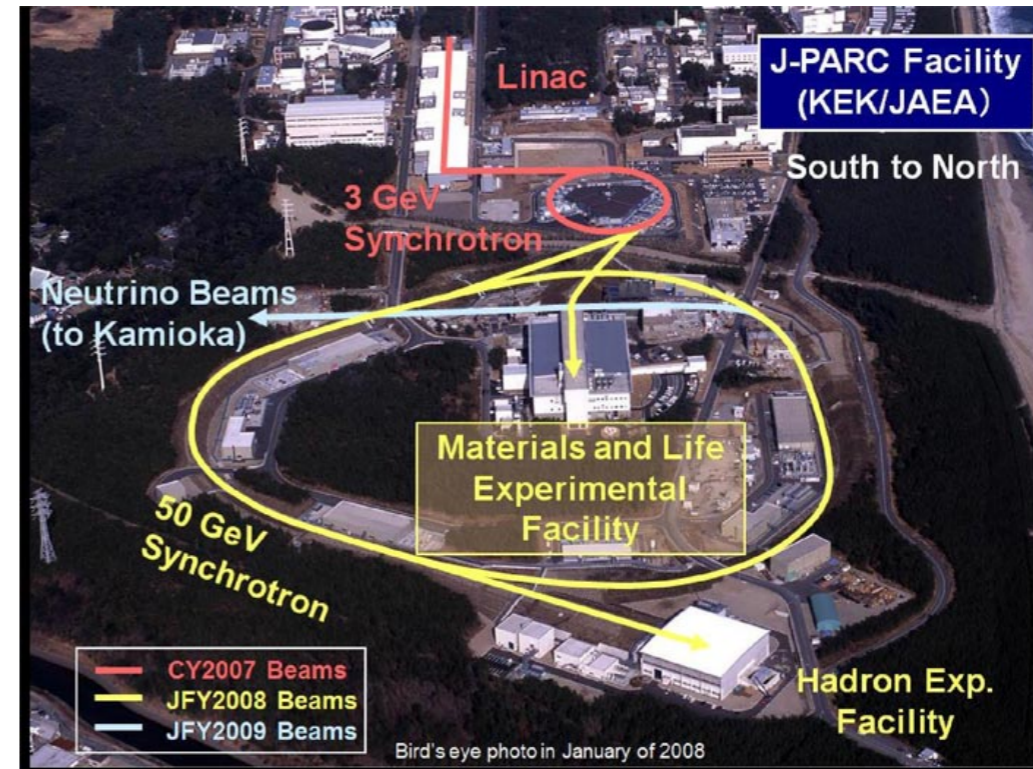 J-PARC Facility
(KEK/JAEA）
South to North
Linac
3 GeV
Synchrotron
Neutrino Beams
(to Kamioka)
Materials and Life
Experimental
Facility
50 GeV
Synchrotron
Hadron Exp.
Facility
CY2007 Beams
JFY2008 Beams
JFY2009 Beams
Bird's eye photo in January of 2008